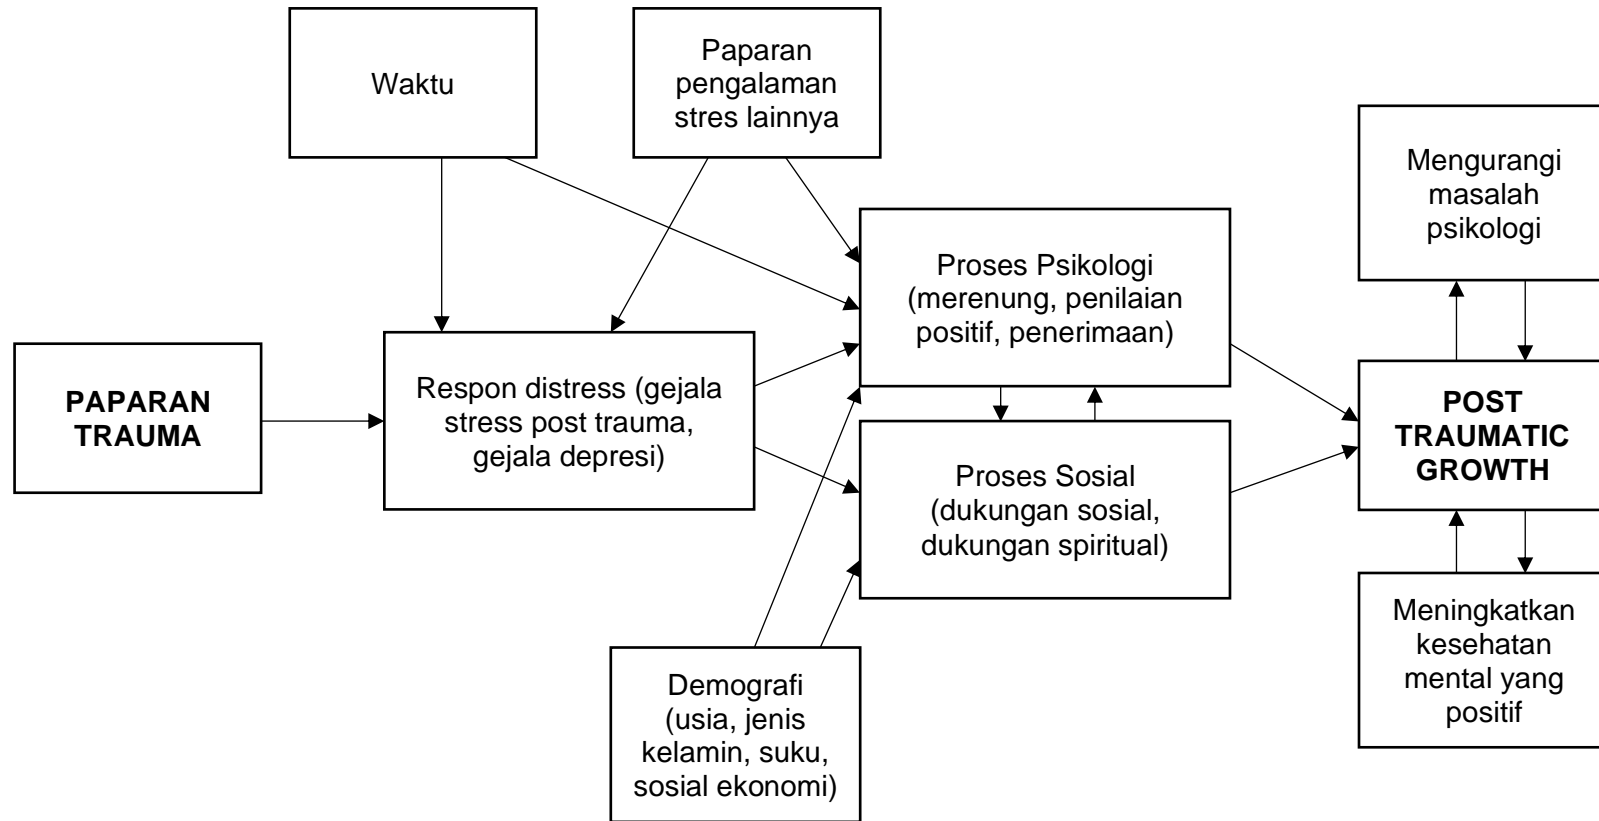 Waktu
Paparan
pengalaman
stres lainnya
Mengurangi
masalah
psikologi
Proses Psikologi
(merenung, penilaian
positif, penerimaan)
PAPARAN
TRAUMA
Respon distress (gejala
stress post trauma,
gejala depresi)
POST
TRAUMATIC
GROWTH
Proses Sosial
(dukungan sosial,
dukungan spiritual)
Meningkatkan
kesehatan
mental yang
positif
Demografi
(usia, jenis
kelamin, suku,
sosial ekonomi)